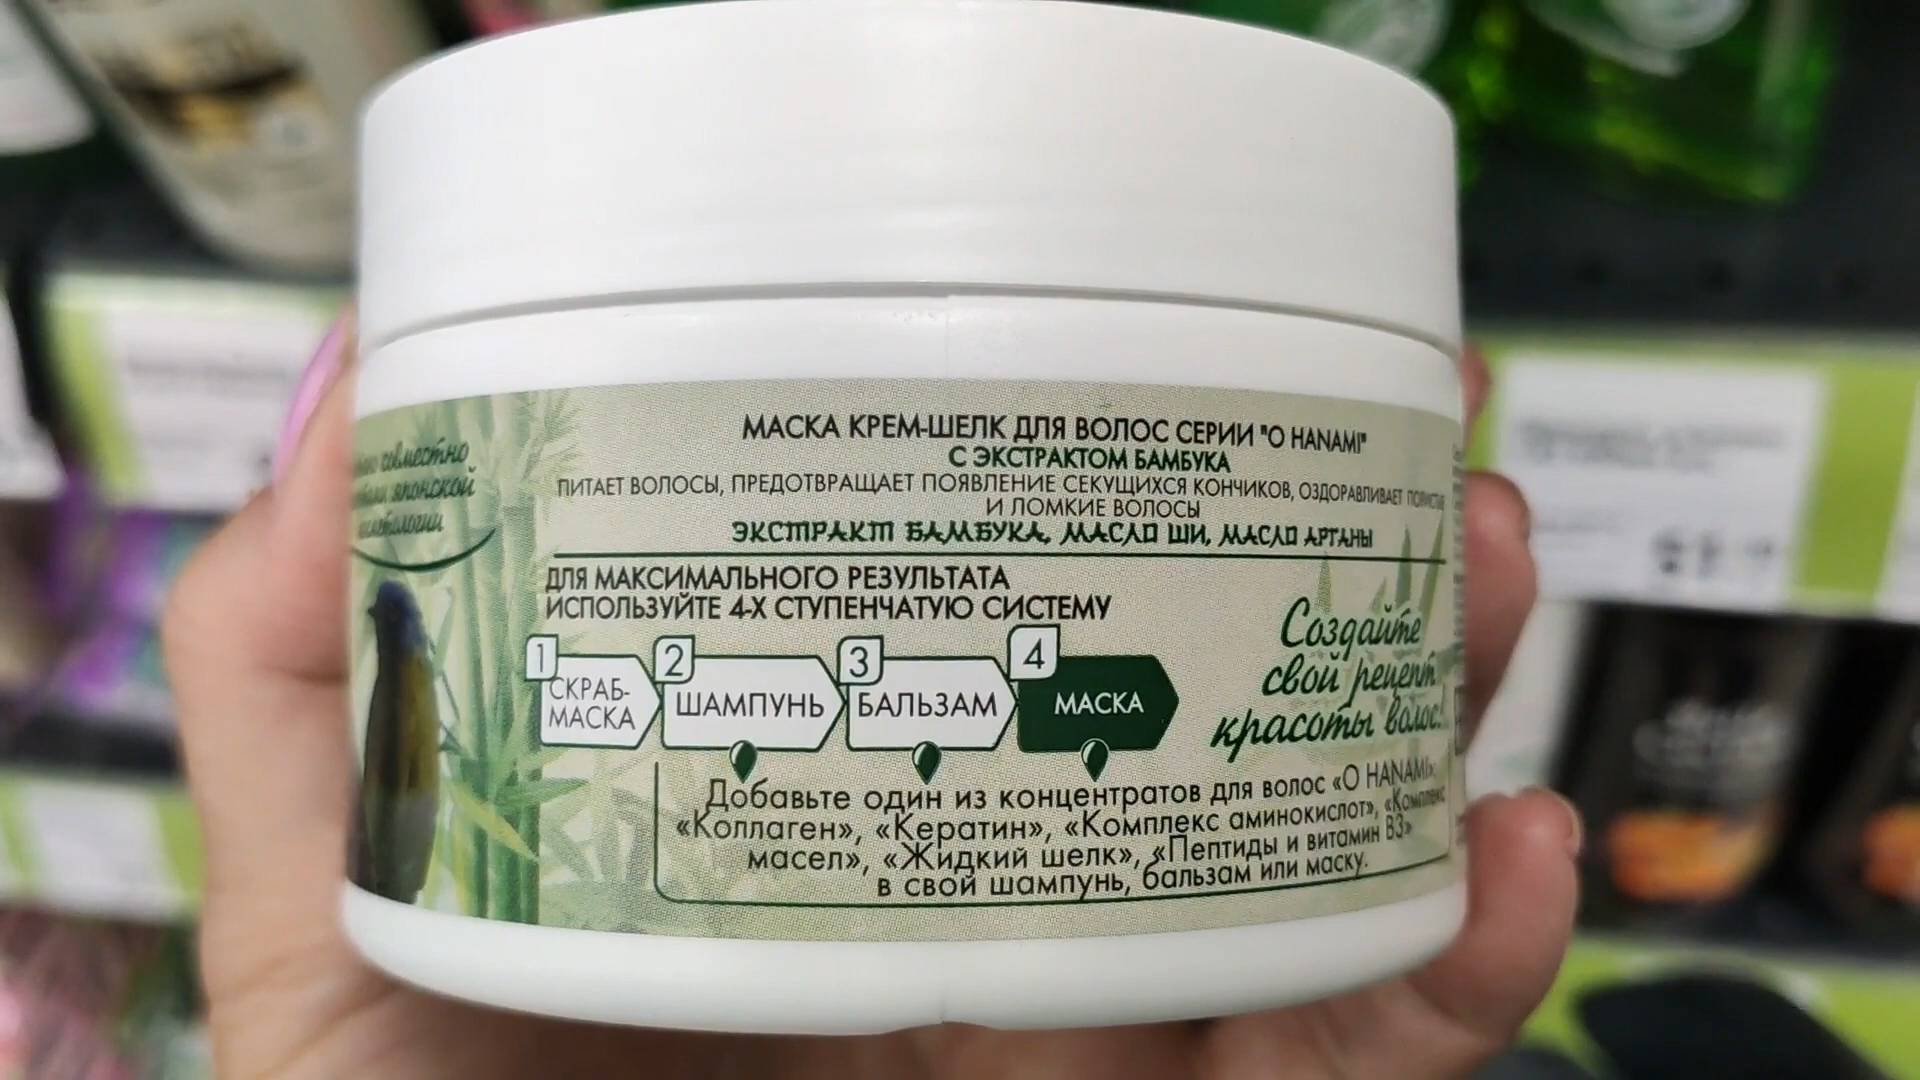 совместно
японской
МАСКА КРЕМ-ШЕЛК ДЛЯ ВОЛОС СЕРИИ "O HANAMI"
С ЭКСТРАКТОМ БАМБУКА
ПИТАЕТ ВОЛОСЫ, ПРЕДОТВРАЩАЕТ ПОЯВЛЕНИЕ СЕКУЩИХСЯ КОНЧИКОВ, ОЗДОРАВЛИВАЕТ ПОРИСТЫЕ
И ЛОМКИЕ ВОЛОСЫ
ЭКСТРАКТ БАМБУКА, МАСЛО ШИ, МАСЛО АРГАНЫ
ДЛЯ МАКСИМАЛЬНОГО РЕЗУЛЬТАТА
ИСПОЛЬЗУЙТЕ 4-Х СТУПЕНЧАТУЮ СИСТЕМУ
1 СКРАБ-
МАСКА
2 ШАМПУНЬ
3 БАЛЬЗАМ
4 МАСКА
Создайте
свой рецепт
красоты волос!
Добавьте один из концентратов для волос «O HANAMI»:
«Коллаген», «Кератин», «Комплекс аминокислот», «Комплекс
масел», «Жидкий шелк», «Пептиды и витамин B3»
в свой шампунь, бальзам или маску.